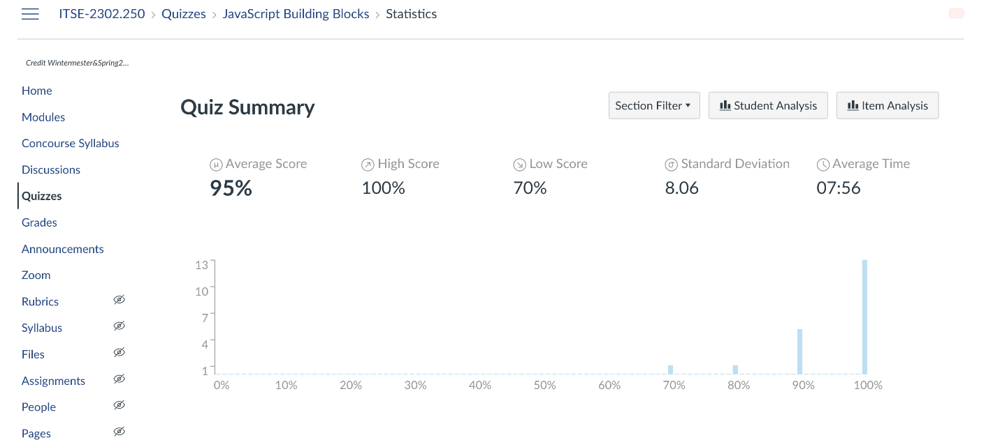 ITSE-2302.250 › Quizzes › JavaScript Building Blocks › Statistics
Credit Wintermester&Spring2...
Home
Modules
Concourse Syllabus
Discussions
Quizzes
Grades
Announcements
Zoom
Rubrics
Syllabus
Files
Assignments
People
Pages
Quiz Summary
Section Filter ▾
Student Analysis
Item Analysis
μ Average Score
95%
High Score
100%
Low Score
70%
σ Standard Deviation
8.06
Average Time
07:56
13
10
7
4
1
0% 10% 20% 30% 40% 50% 60% 70% 80% 90% 100%